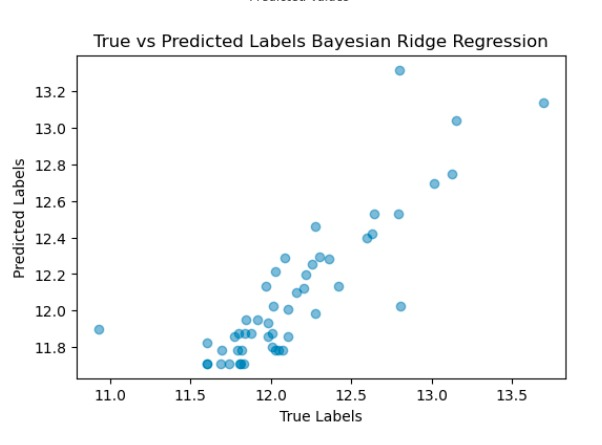 True vs Predicted Labels Bayesian Ridge Regression
Predicted Labels
13.2
13.0
12.8
12.6
12.4
12.2
12.0
11.8
11.0 11.5 12.0 12.5 13.0 13.5
True Labels